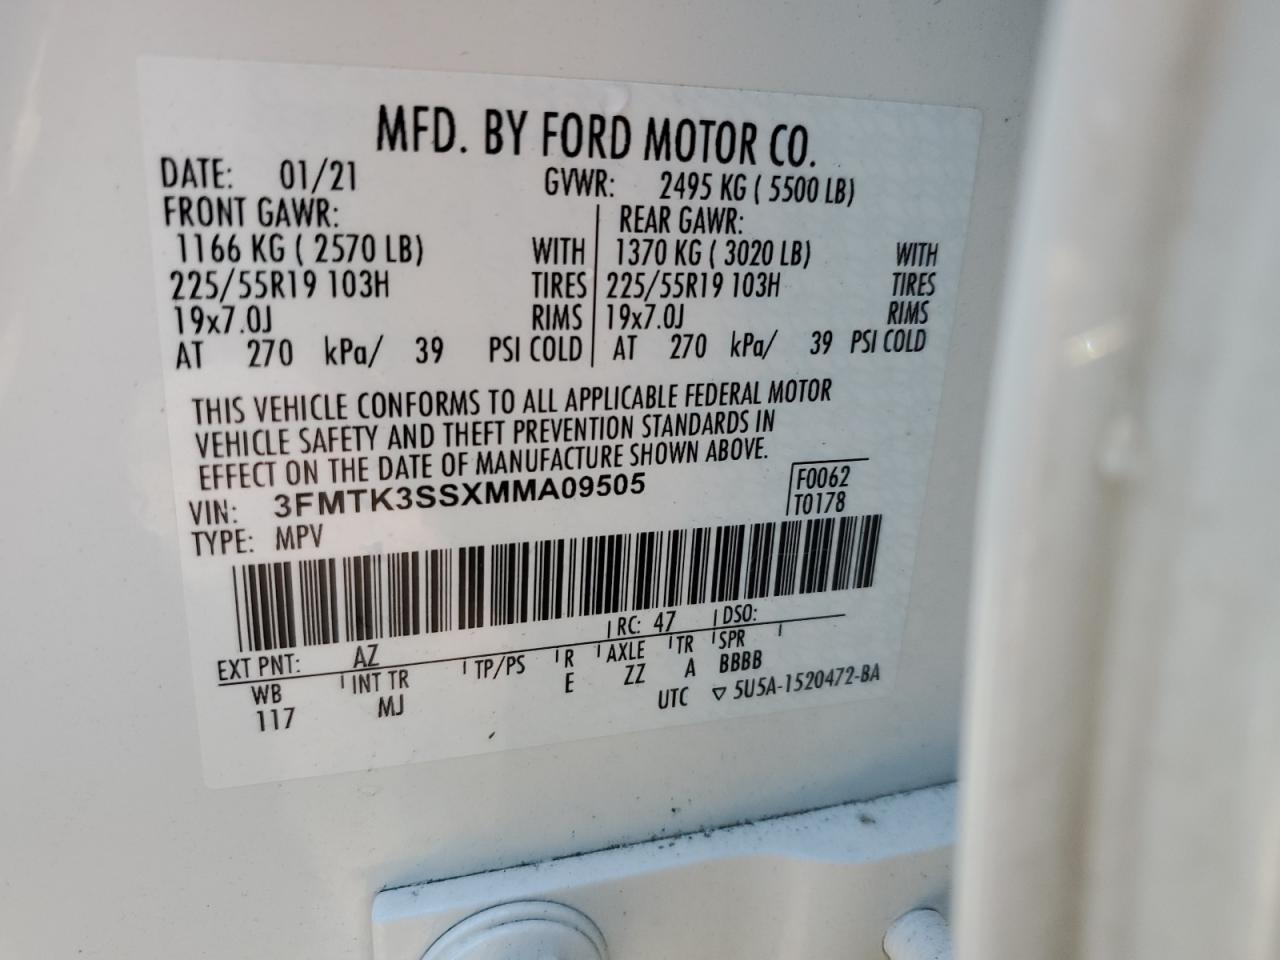 MFD. BY FORD MOTOR CO.
DATE: 01/21 GVWR: 2495 KG ( 5500 LB)
FRONT GAWR: REAR GAWR:
1166 KG ( 2570 LB) WITH 1370 KG ( 3020 LB) WITH
225/55R19 103H TIRES 225/55R19 103H TIRES
19x7.0J RIMS 19x7.0J RIMS
AT 270 kPa/ 39 PSI COLD AT 270 kPa/ 39 PSI COLD
THIS VEHICLE CONFORMS TO ALL APPLICABLE FEDERAL MOTOR
VEHICLE SAFETY AND THEFT PREVENTION STANDARDS IN
EFFECT ON THE DATE OF MANUFACTURE SHOWN ABOVE.
VIN: 3FMTK3SSXMMA09505 F0062
TYPE: MPV T0178
EXT PNT: AZ RC: 47 DSO:
WB INT TR TP/PS R AXLE TR SPR
117 MJ E ZZ A BBBB
UTC ▽ 5U5A-1520472-BA